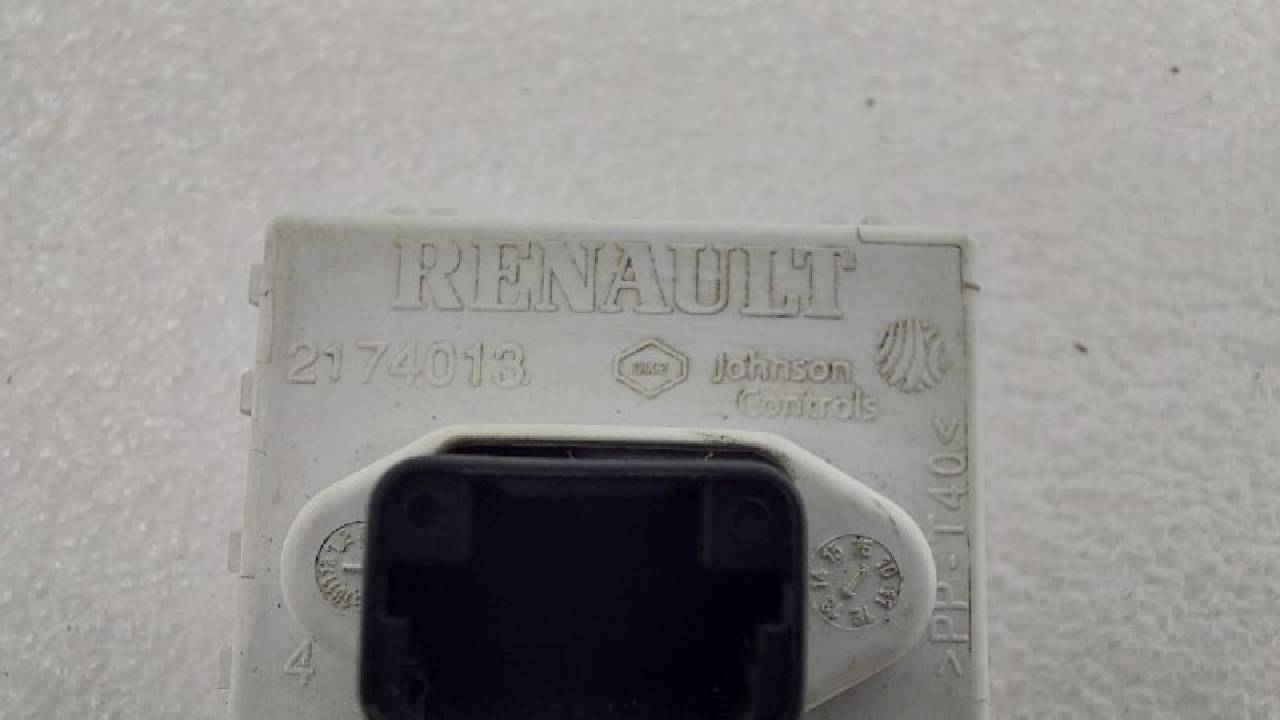 RENAULT
2174013
Johnson
Controls
>PP-T40<
4